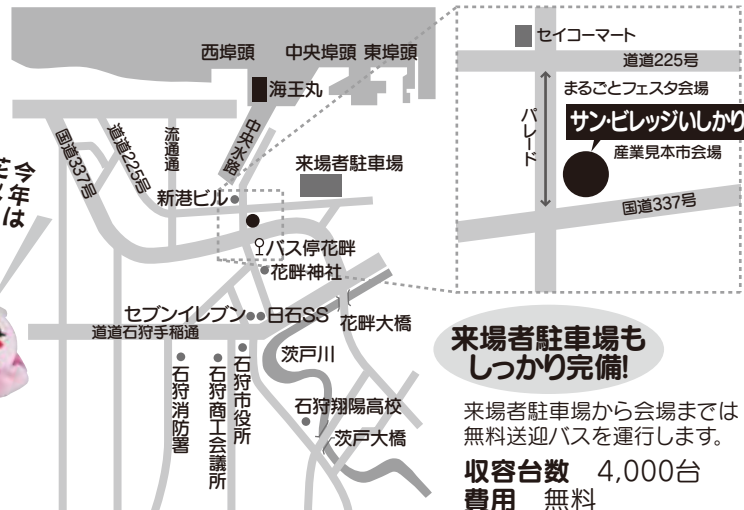 西埠頭
中央埠頭
東埠頭
海王丸
国道337号
道道225号
流通通
中央水路
来場者駐車場
新港ビル
バス停花畔
花畔神社
セブンイレブン
日石SS
花畔大橋
道道石狩手稲通
茨戸川
石狩消防署
石狩商工会議所
石狩市役所
石狩翔陽高校
茨戸大橋
セイコーマート
道道225号
まるごとフェスタ会場
パレード
サン・ビレッジいしかり
産業見本市会場
国道337号
今年は
来場者駐車場も
しっかり完備!
来場者駐車場から会場までは
無料送迎バスを運行します。
収容台数 4,000台
費用 無料